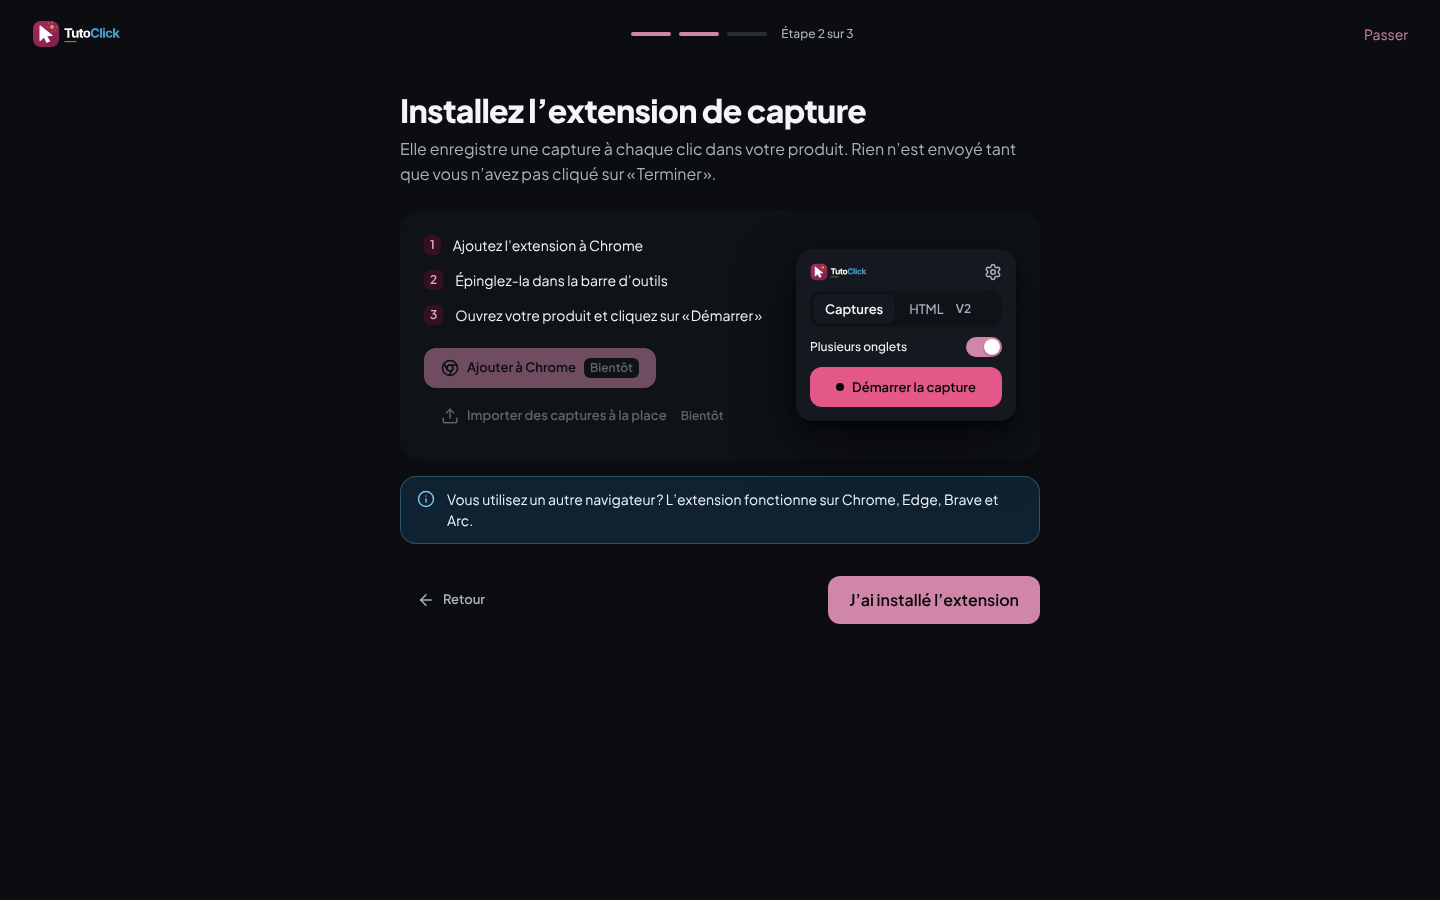 TutoClick
Étape 2 sur 3
Passer
Installez l’extension de capture
Elle enregistre une capture à chaque clic dans votre produit. Rien n’est envoyé tant
que vous n’avez pas cliqué sur « Terminer ».
1 Ajoutez l’extension à Chrome
2 Épinglez-la dans la barre d’outils
3 Ouvrez votre produit et cliquez sur « Démarrer »
Ajouter à Chrome Bientôt
Importer des captures à la place Bientôt
TutoClick
Captures HTML V2
Plusieurs onglets
Démarrer la capture
Vous utilisez un autre navigateur ? L’extension fonctionne sur Chrome, Edge, Brave et
Arc.
Retour
J’ai installé l’extension